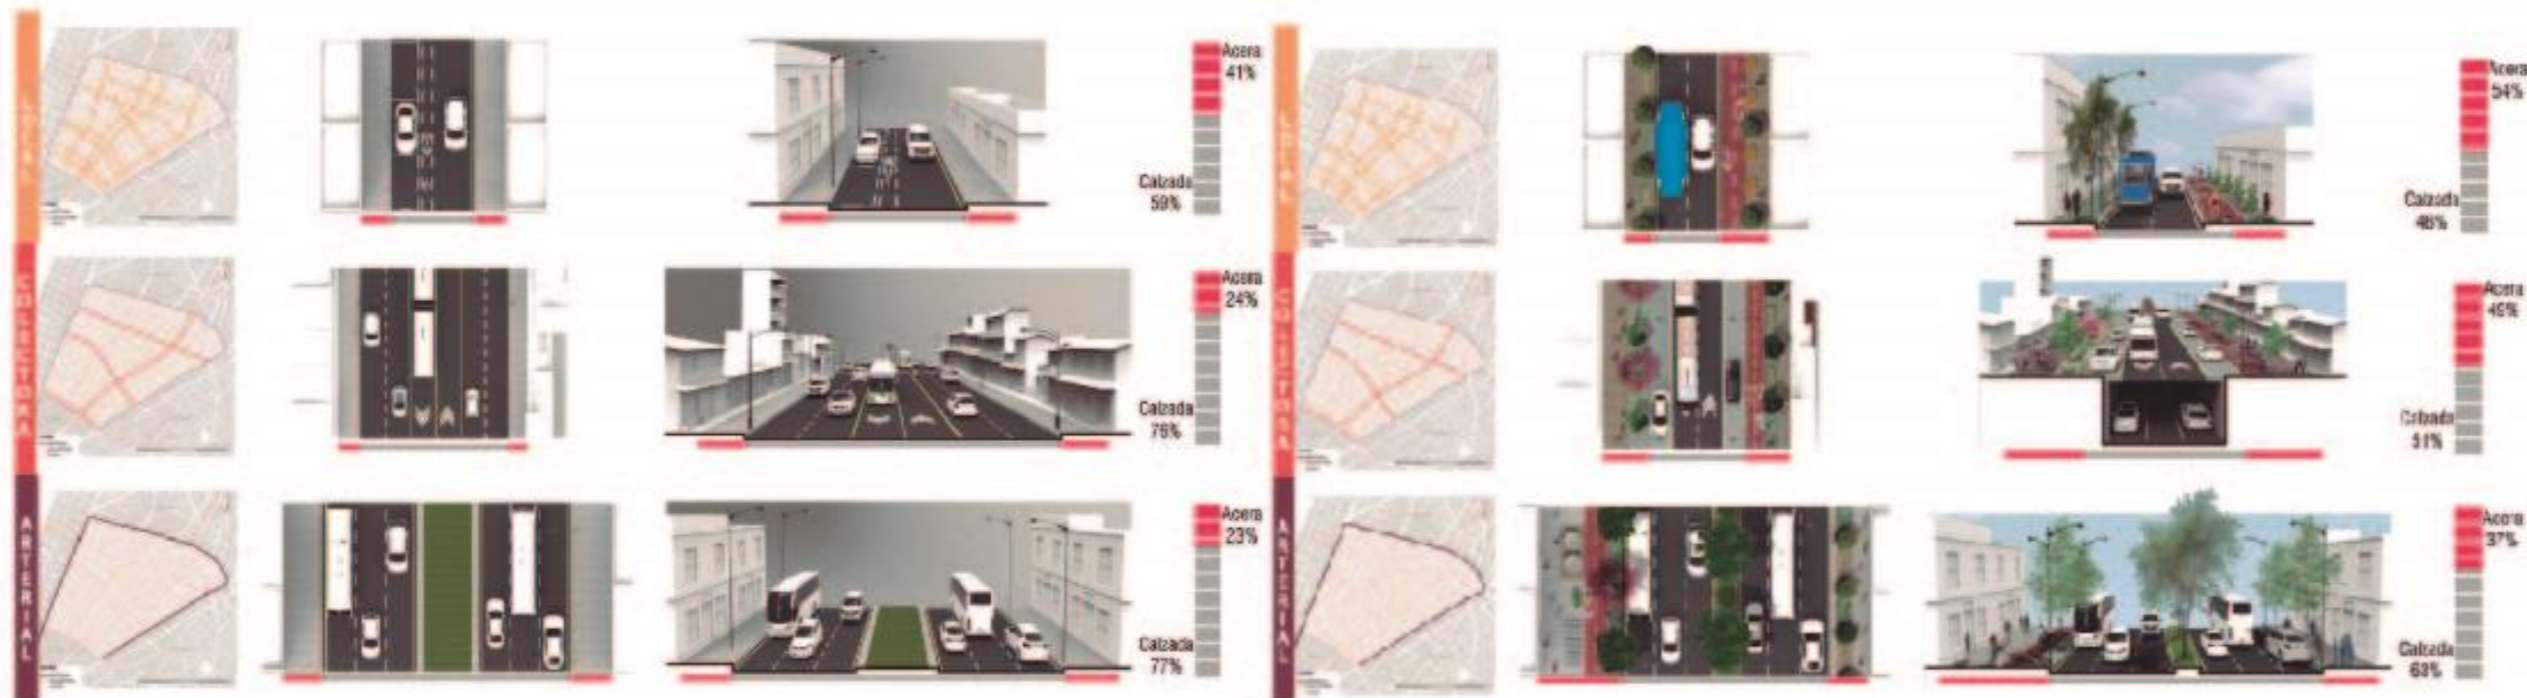 LOCAL
Acera
41%
Calzada
59%
COLECTORA
Acera
24%
Calzada
76%
ARTERIAL
Acera
23%
Calzada
77%
LOCAL
Acera
54%
Calzada
46%
COLECTORA
Acera
49%
Calzada
51%
ARTERIAL
Acera
37%
Calzada
63%